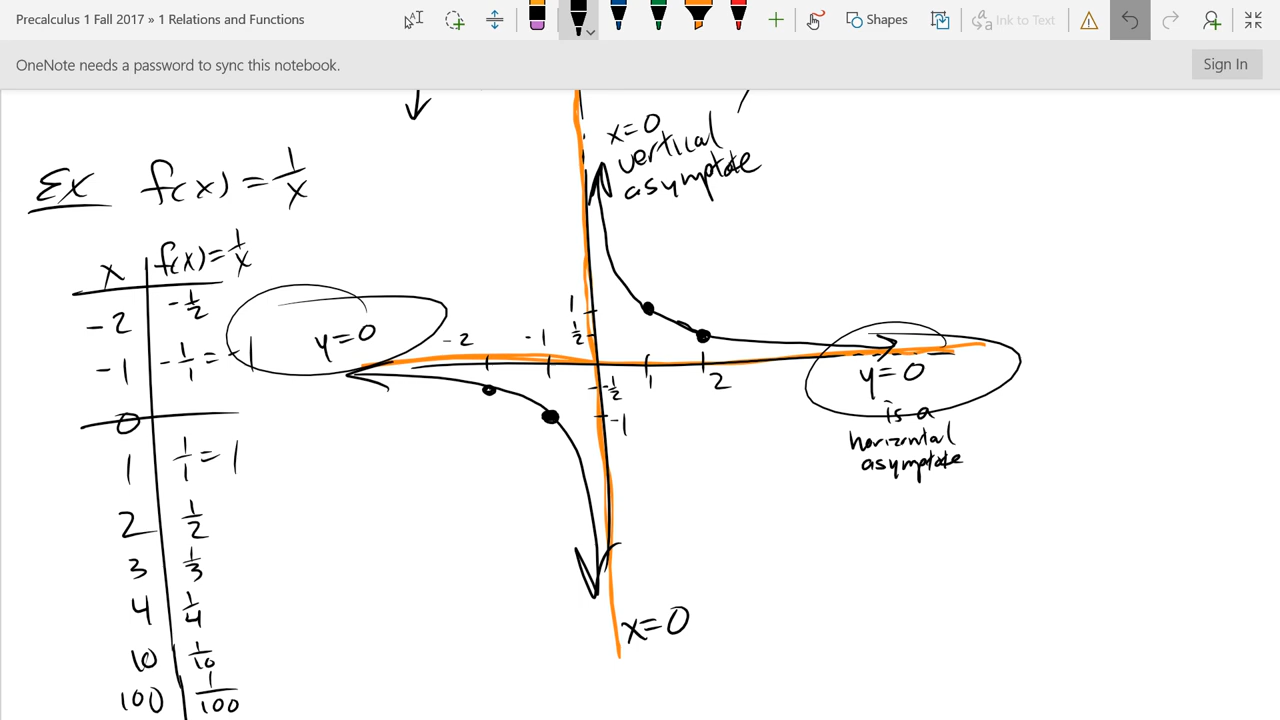 Precalculus 1 Fall 2017 » 1 Relations and Functions
Shapes
Ink to Text
OneNote needs a password to sync this notebook.
Sign In
Ex f(x) = 1/x
x=0
vertical
asymptote
x f(x) = 1/x
-2 -1/2
-1 -1/1 = -1
0
1 1/1 = 1
2 1/2
3 1/3
4 1/4
10 1/10
100 1/100
y=0
-2 -1
1
1/2
1 2
-1/2
-1
y=0
is a
horizontal
asymptote
x=0